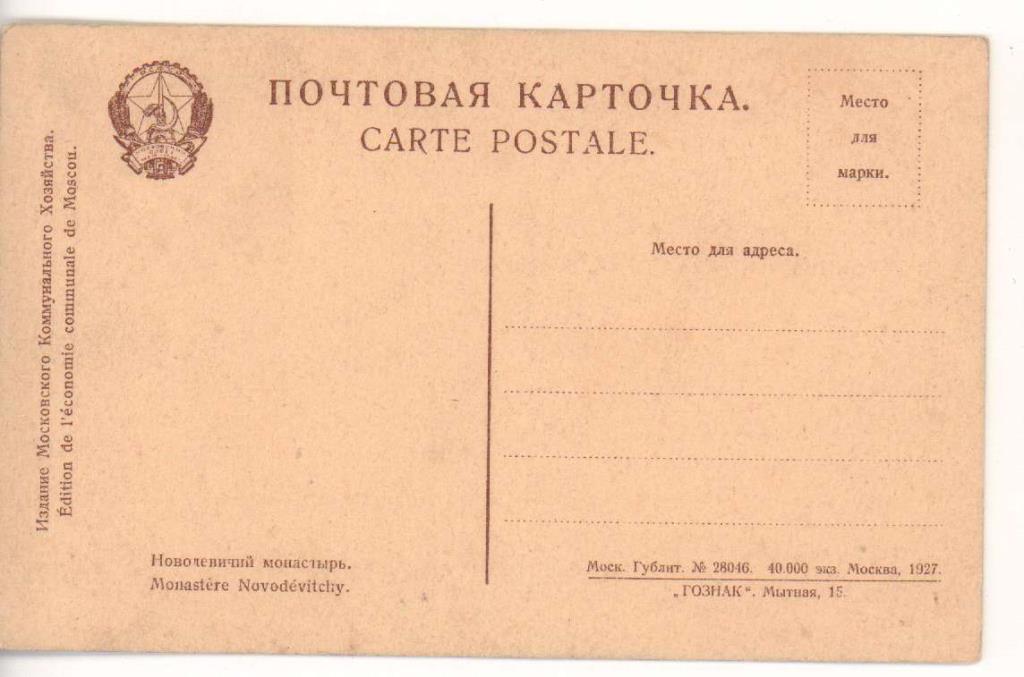 ПОЧТОВАЯ КАРТОЧКА.
CARTE POSTALE.
Место
для
марки.
Место для адреса.
Издание Московского Коммунального Хозяйства.
Édition de l'économie communale de Moscou.
Новодевичий монастырь.
Monastère Novodévitchy.
Моск. Гублит. № 28046. 40.000 экз. Москва, 1927.
„ГОЗНАК“. Мытная, 15.